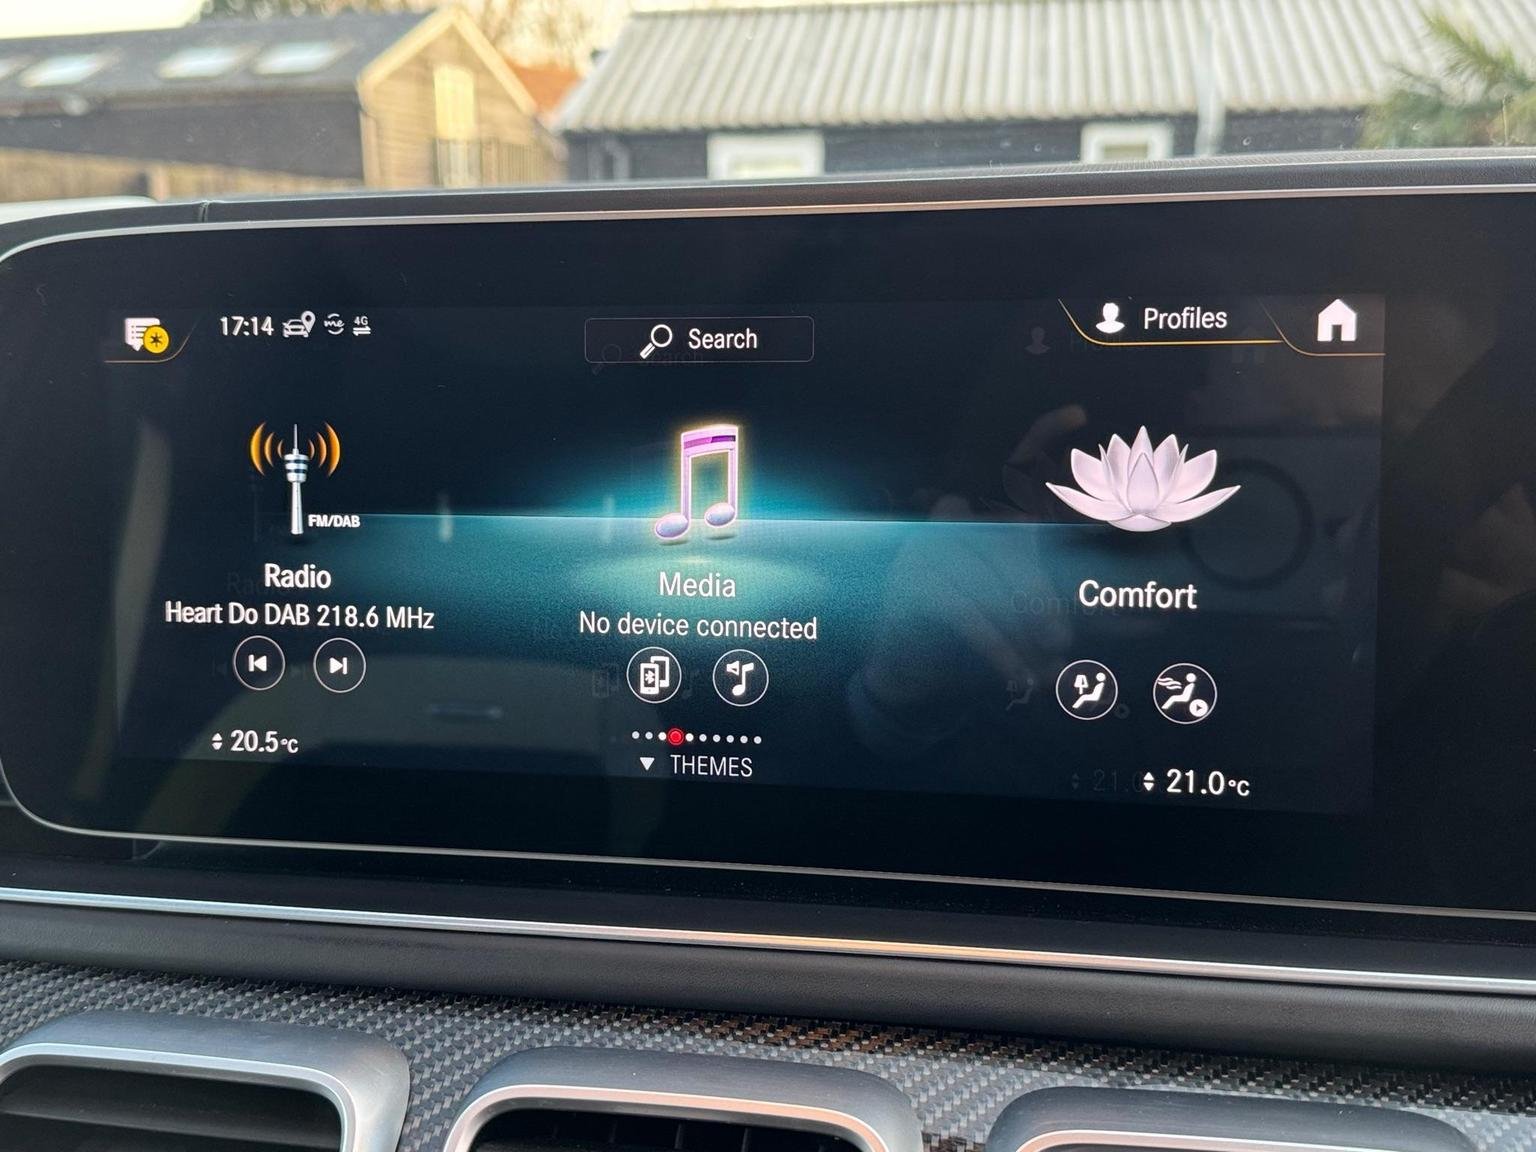 17:14 me 4G
Search
Profiles
FM/DAB
Radio
Heart Do DAB 218.6 MHz
Media
No device connected
Comfort
20.5°C
THEMES
21.0°C